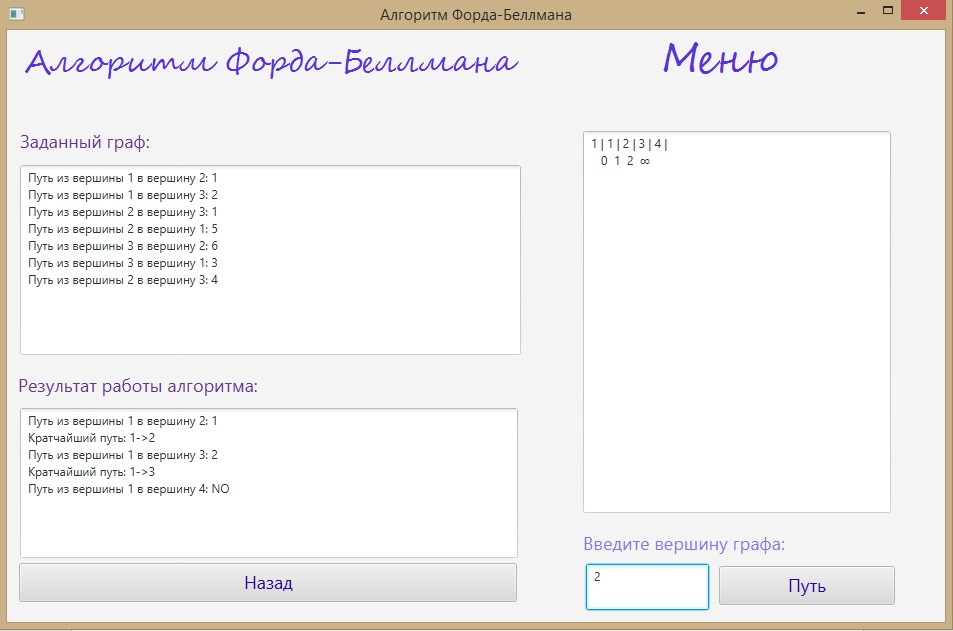 Алгоритм Форда-Беллмана
Алгоритм Форда-Беллмана
Меню
Заданный граф:
Путь из вершины 1 в вершину 2: 1
Путь из вершины 1 в вершину 3: 2
Путь из вершины 2 в вершину 3: 1
Путь из вершины 2 в вершину 1: 5
Путь из вершины 3 в вершину 2: 6
Путь из вершины 3 в вершину 1: 3
Путь из вершины 2 в вершину 3: 4
Результат работы алгоритма:
Путь из вершины 1 в вершину 2: 1
Кратчайший путь: 1->2
Путь из вершины 1 в вершину 3: 2
Кратчайший путь: 1->3
Путь из вершины 1 в вершину 4: NO
Назад
1 | 1 | 2 | 3 | 4 |
0 1 2 ∞
Введите вершину графа:
2
Путь